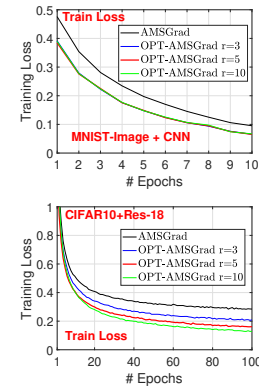 0.5
Train Loss
AMSGrad
OPT-AMSGrad r=3
OPT-AMSGrad r=5
OPT-AMSGrad r=10
0.4
0.3
0.2
0.1
0
Training Loss
MNIST-Image + CNN
1 2 3 4 5 6 7 8 9 10
# Epochs
1
CIFAR10+Res-18
AMSGrad
OPT-AMSGrad r=3
OPT-AMSGrad r=5
OPT-AMSGrad r=10
0.8
0.6
0.4
0.2
0
Training Loss
Train Loss
1 20 40 60 80 100
# Epochs